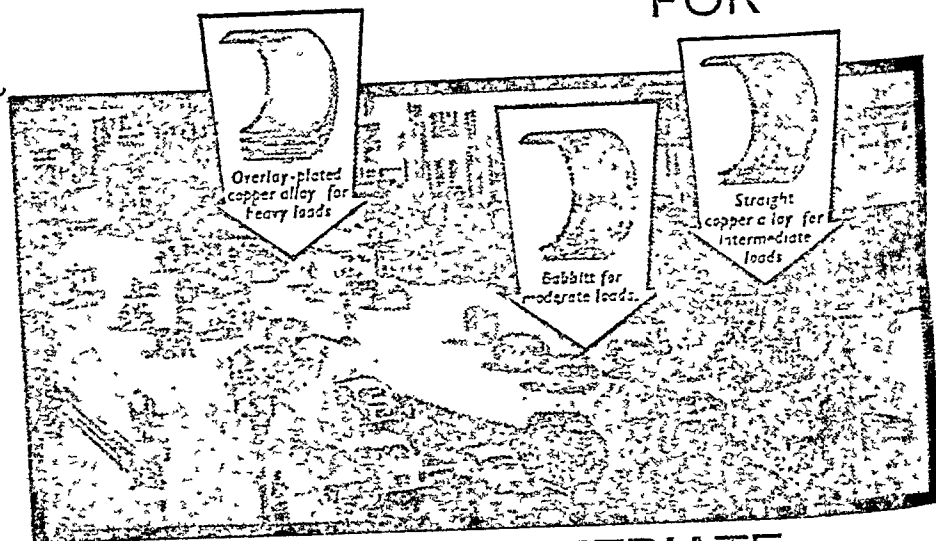 FOR
Overlay-plated
copper alloy for
heavy loads
Babbitt for
moderate loads.
Straight
copper alloy for
intermediate
loads